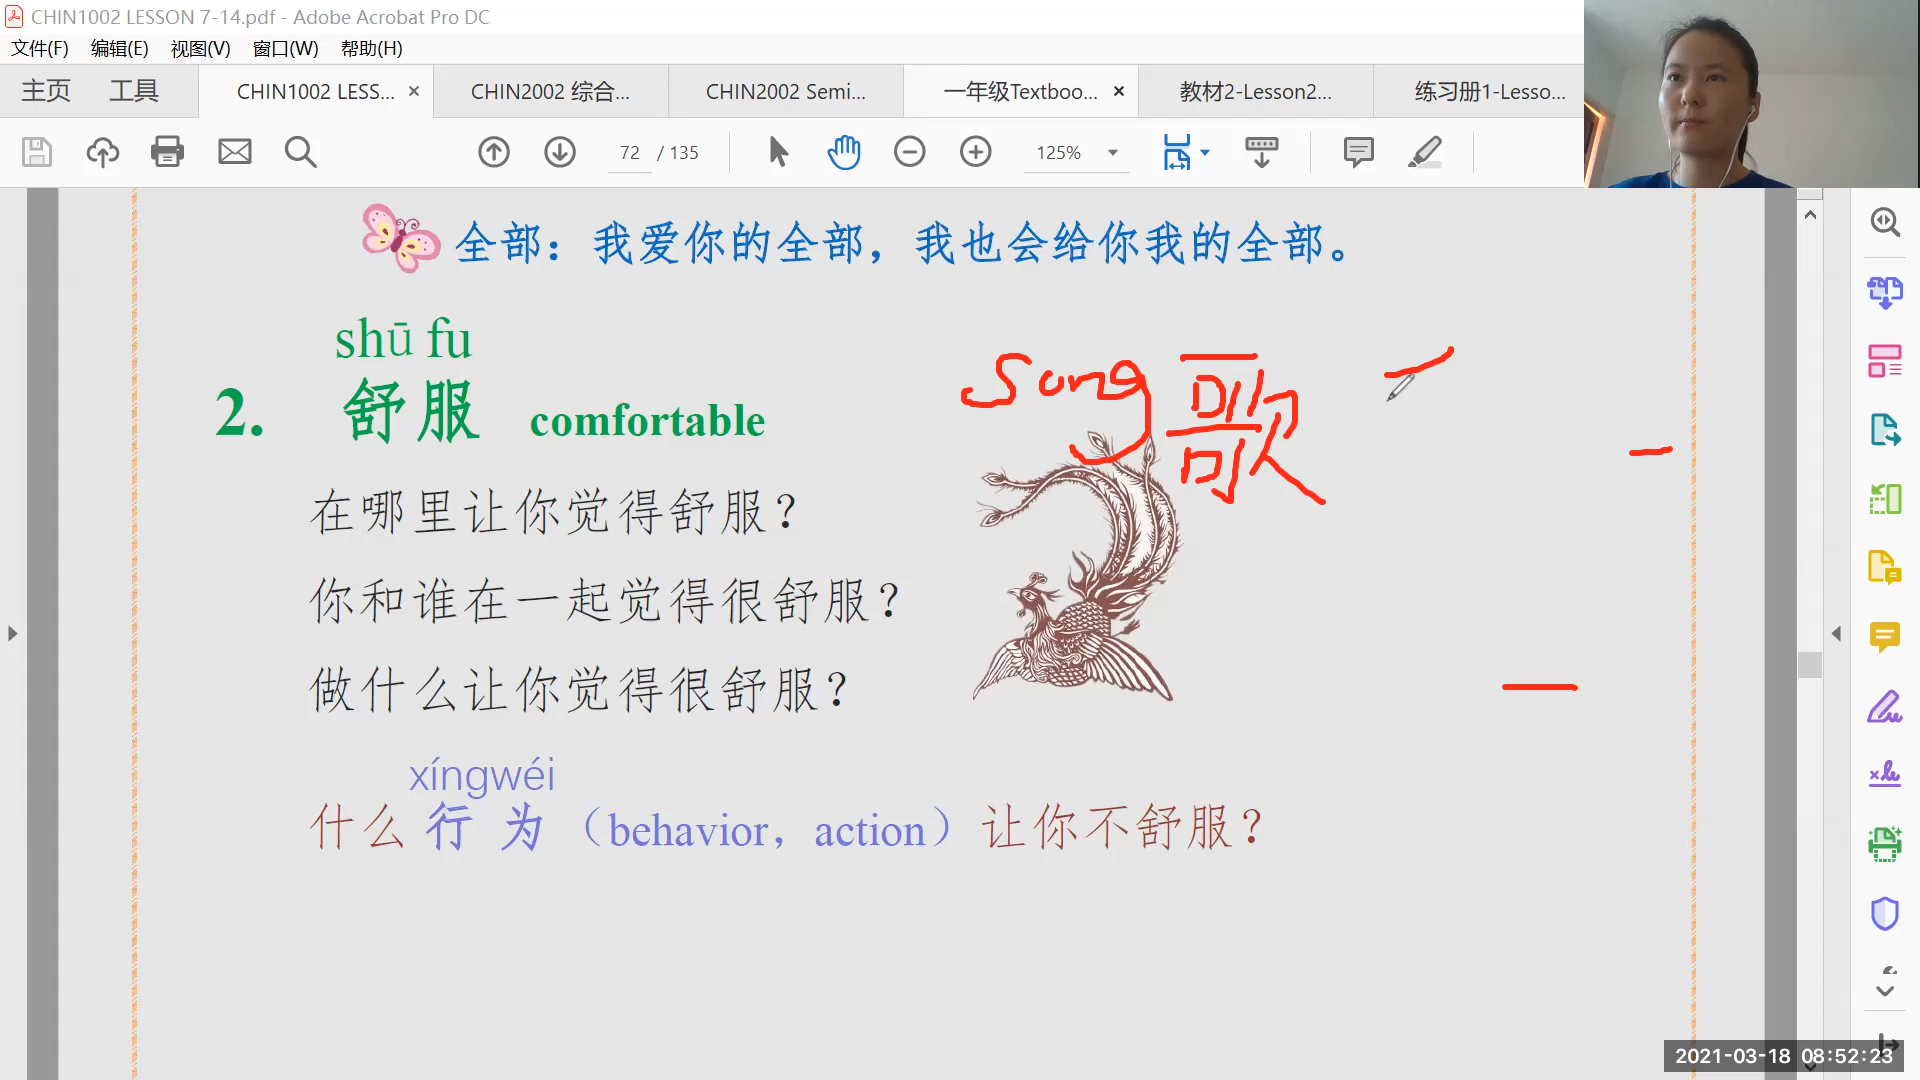 CHIN1002 LESSON 7-14.pdf - Adobe Acrobat Pro DC
文件(F) 编辑(E) 视图(V) 窗口(W) 帮助(H)
主页 工具 CHIN1002 LESS... × CHIN2002 综合... CHIN2002 Semi... 一年级Textboo... × 教材2-Lesson2... 练习册1-Lesso...
72 / 135 125%
全部：我爱你的全部，我也会给你我的全部。
shū fu
2. 舒服 comfortable
Song 歌
在哪里让你觉得舒服？
你和谁在一起觉得很舒服？
做什么让你觉得很舒服？
xíngwéi
什么 行 为 （behavior，action）让你不舒服？
2021-03-18 08:52:23